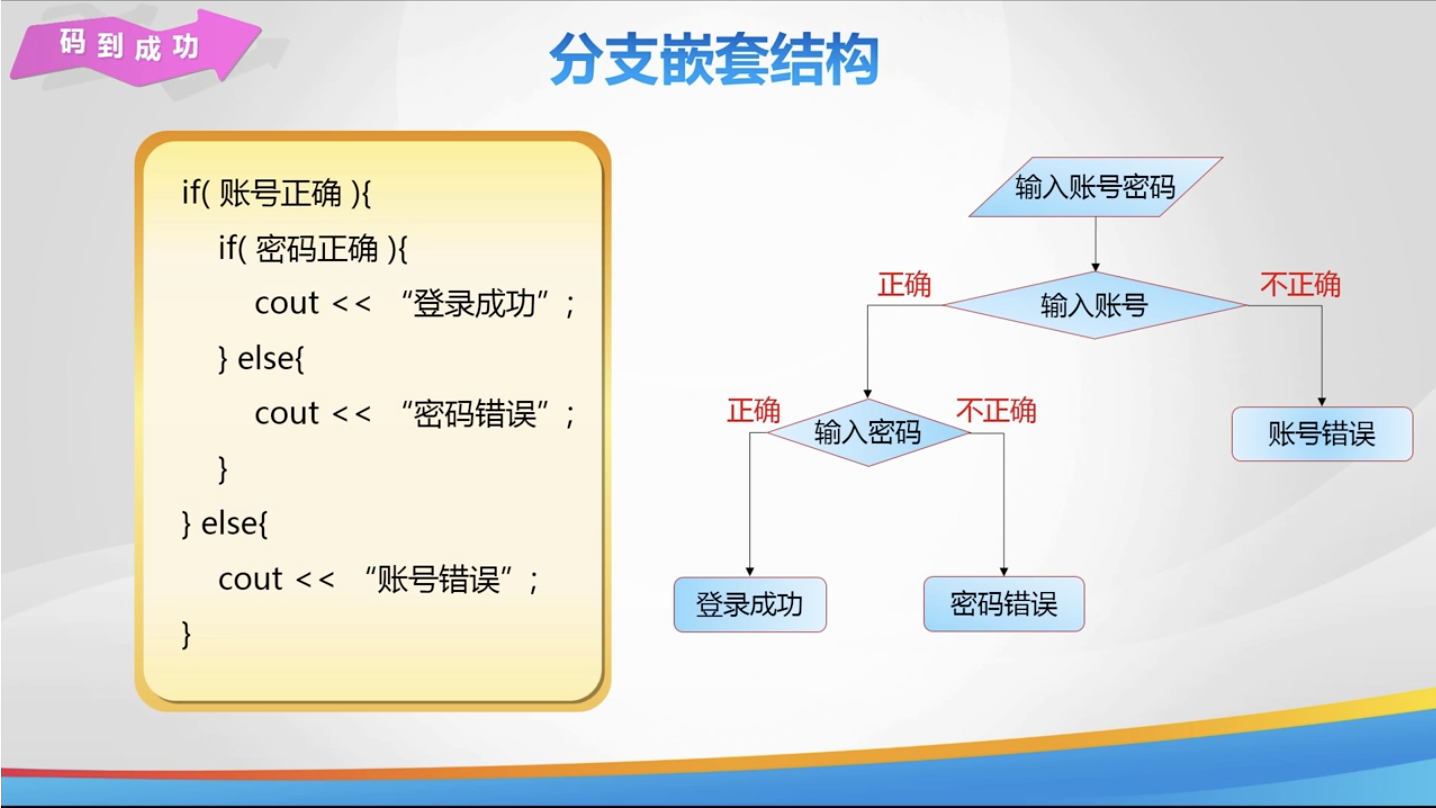 码到成功
分支嵌套结构
if( 账号正确 ){
if( 密码正确 ){
cout << “登录成功” ;
} else{
cout << “密码错误” ;
}
} else{
cout << “账号错误” ;
}
输入账号密码
正确
不正确
输入账号
正确
不正确
输入密码
账号错误
登录成功
密码错误